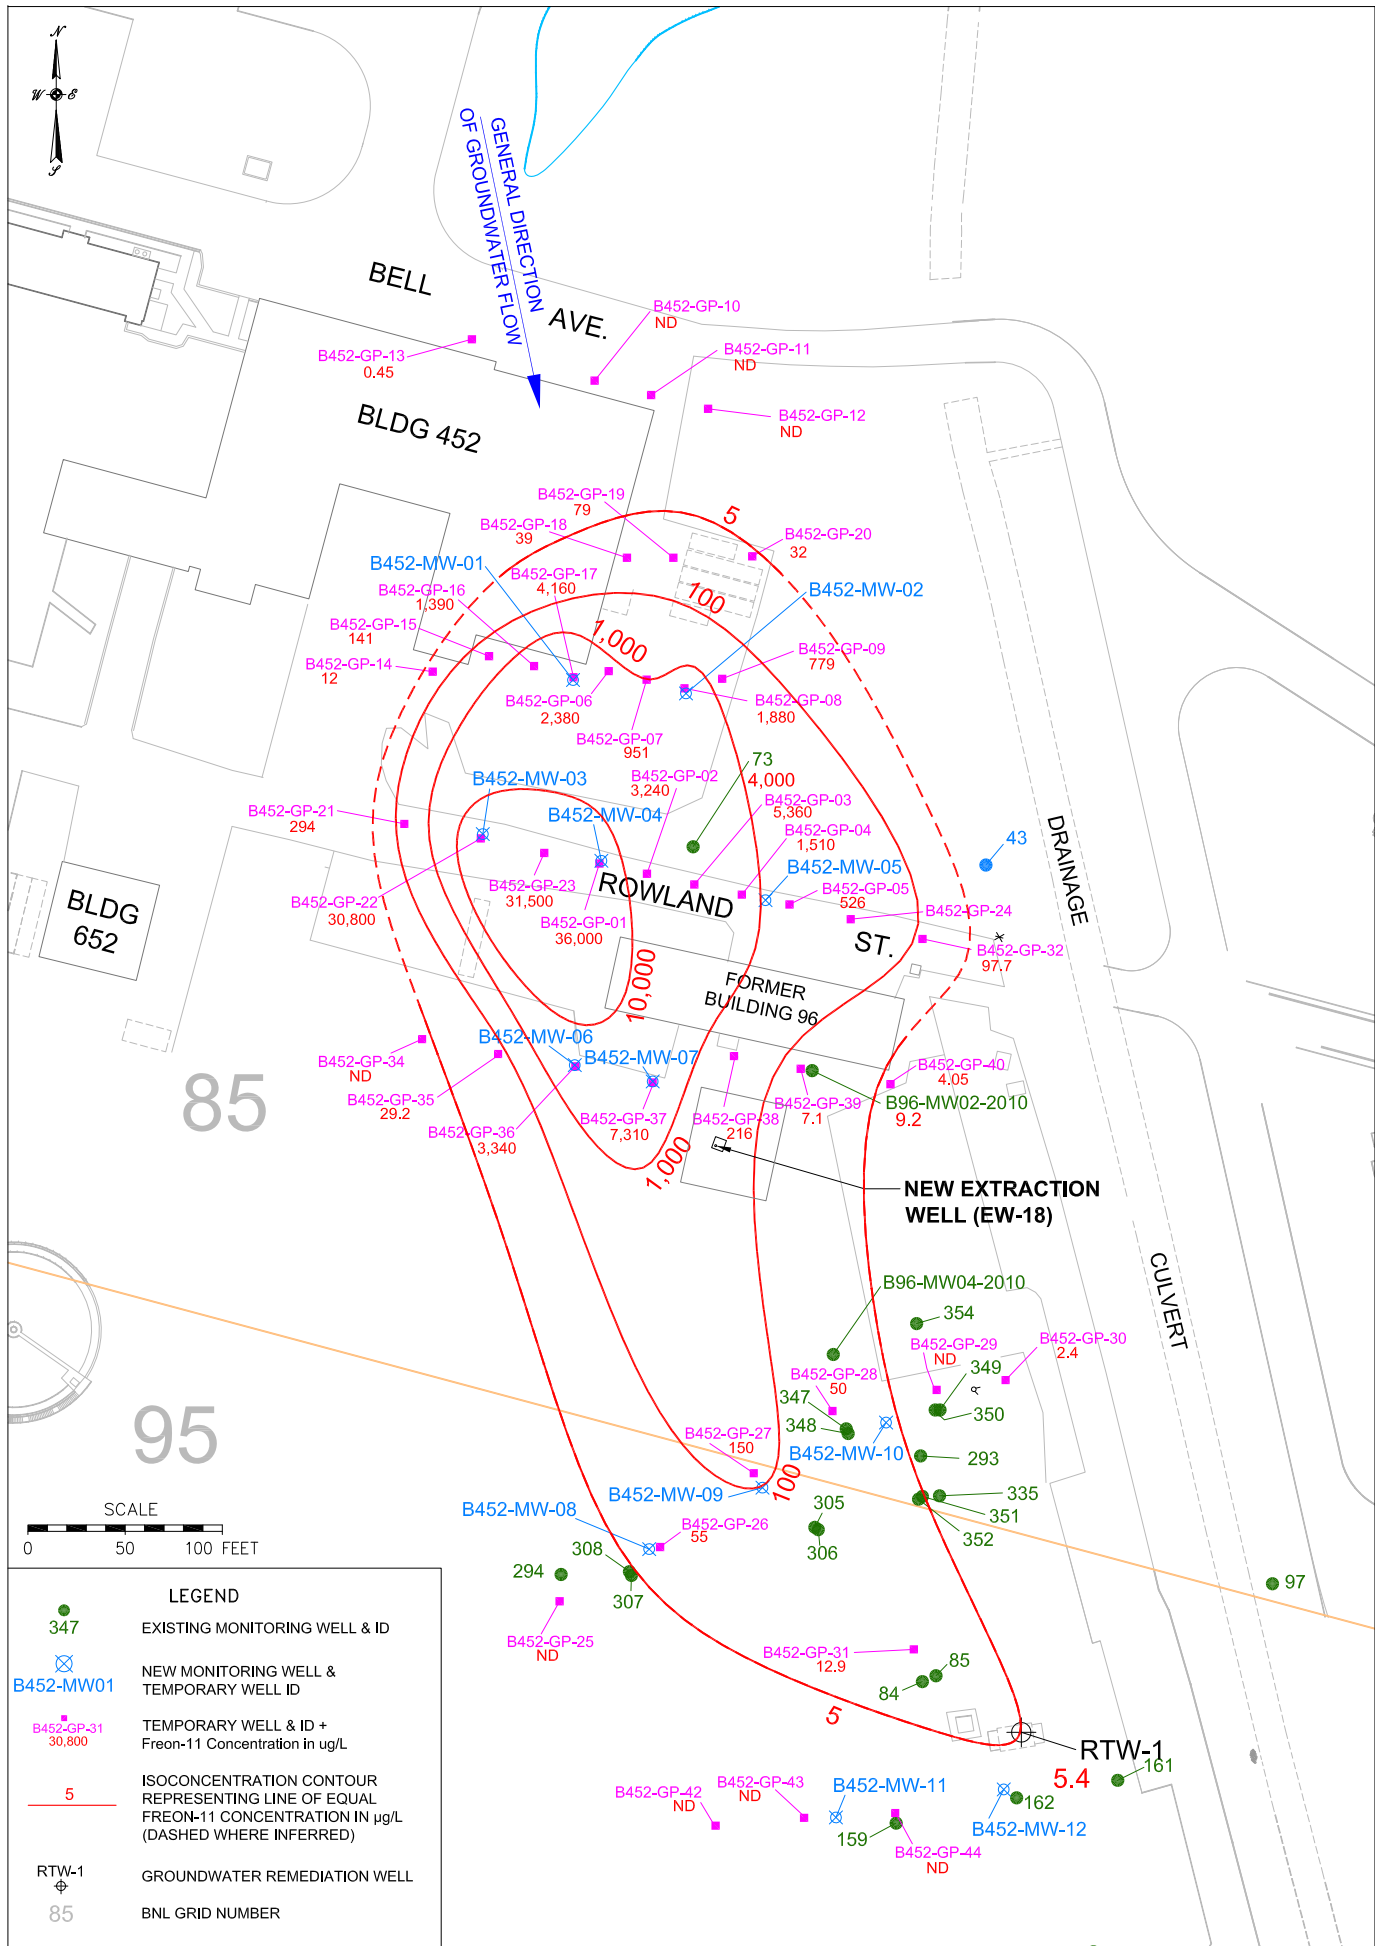 N
W
E
S
GENERAL DIRECTION
OF GROUNDWATER FLOW
BELL
AVE.
B452-GP-10
ND
B452-GP-11
ND
B452-GP-13
0.45
B452-GP-12
ND
BLDG 452
B452-GP-19
79
5
B452-GP-18
39
B452-GP-20
32
B452-MW-01
B452-GP-17
4,160
B452-GP-16
1,390
100
B452-MW-02
B452-GP-15
141
1,000
B452-GP-14
12
B452-GP-09
779
B452-GP-06
2,380
B452-GP-08
1,880
B452-GP-07
951
73
4,000
B452-MW-03
B452-GP-02
3,240
B452-GP-21
294
B452-MW-04
B452-GP-03
5,360
B452-GP-04
1,510
43
DRAINAGE
B452-MW-05
B452-GP-23
31,500
ROWLAND
B452-GP-05
526
B452-GP-22
30,800
BLDG
652
B452-GP-24
B452-GP-01
36,000
ST.
B452-GP-32
97.7
10,000
FORMER
BUILDING 96
B452-MW-06
B452-MW-07
B452-GP-34
ND
B452-GP-40
4.05
85
B452-GP-35
29.2
B452-GP-39
7.1
B96-MW02-2010
9.2
B452-GP-37
7,310
B452-GP-38
216
B452-GP-36
3,340
1,000
NEW EXTRACTION
WELL (EW-18)
CULVERT
B96-MW04-2010
354
B452-GP-30
2.4
B452-GP-29
ND
349
B452-GP-28
50
347
350
348
95
B452-GP-27
150
B452-MW-10
293
100
B452-MW-09
335
SCALE
0 50 100 FEET
B452-MW-08
305
351
352
B452-GP-26
55
306
308
294
307
97
LEGEND
347
EXISTING MONITORING WELL & ID
B452-GP-25
ND
B452-GP-31
12.9
85
84
B452-MW01
NEW MONITORING WELL &
TEMPORARY WELL ID
5
B452-GP-31
30,800
TEMPORARY WELL & ID +
Freon-11 Concentration in ug/L
RTW-1
5.4
161
5
ISOCONCENTRATION CONTOUR
REPRESENTING LINE OF EQUAL
FREON-11 CONCENTRATION IN µg/L
(DASHED WHERE INFERRED)
B452-GP-42
ND
B452-GP-43
ND
B452-MW-11
162
B452-MW-12
159
B452-GP-44
ND
RTW-1
GROUNDWATER REMEDIATION WELL
85
BNL GRID NUMBER